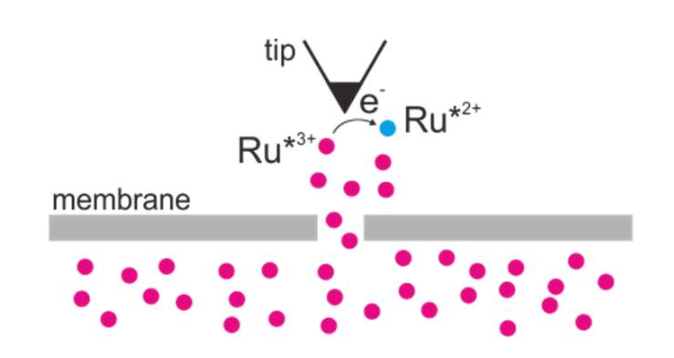 tip
e⁻
Ru*³⁺
Ru*²⁺
membrane